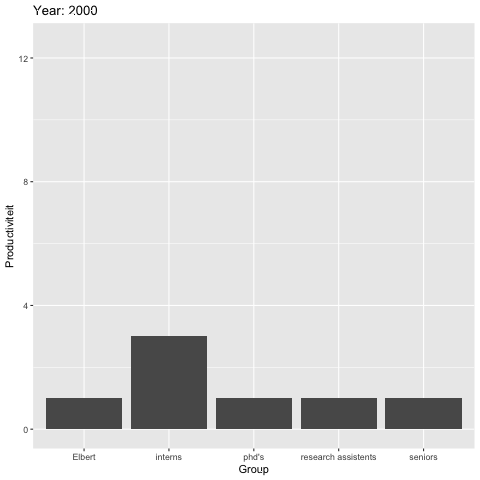 Year: 2000
Productiviteit
12
8
4
0
Elbert interns phd's research assistents seniors
Group